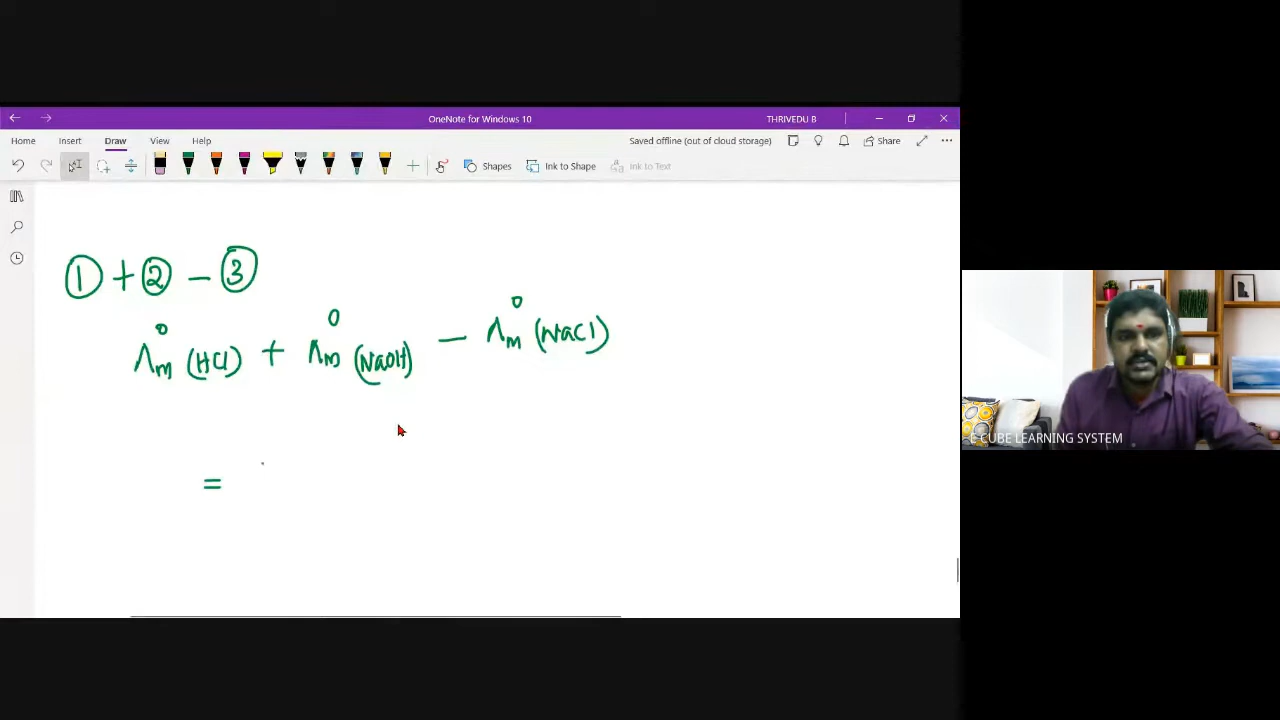 OneNote for Windows 10
THRIVEDU B
Home Insert Draw View Help
Saved offline (out of cloud storage)
Share
Shapes
Ink to Shape
Ink to Text
① + ② − ③
Λ°m (HCl) + Λ°m (NaOH) − Λ°m (NaCl)
=
E CUBE LEARNING SYSTEM